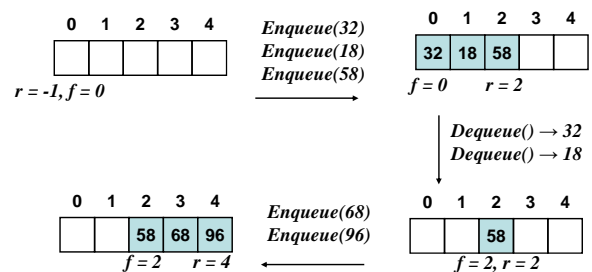 0 1 2 3 4
r = -1, f = 0
Enqueue(32)
Enqueue(18)
Enqueue(58)
0 1 2 3 4
32 18 58
f = 0 r = 2
Dequeue() → 32
Dequeue() → 18
0 1 2 3 4
58
f = 2, r = 2
Enqueue(68)
Enqueue(96)
0 1 2 3 4
58 68 96
f = 2 r = 4